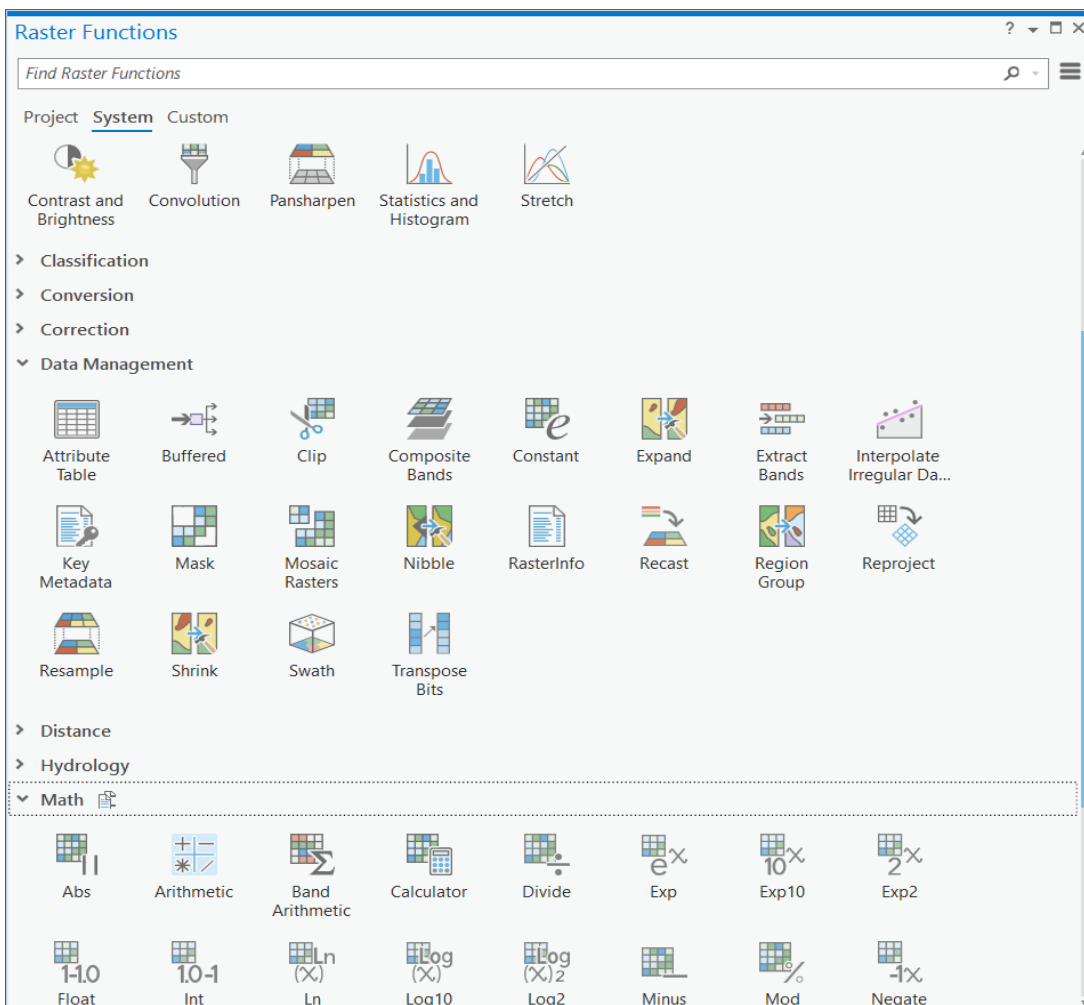 Raster Functions
Find Raster Functions
Project System Custom
Contrast and Brightness
Convolution
Pansharpen
Statistics and Histogram
Stretch
Classification
Conversion
Correction
Data Management
Attribute Table
Buffered
Clip
Composite Bands
Constant
Expand
Extract Bands
Interpolate Irregular Da...
Key Metadata
Mask
Mosaic Rasters
Nibble
RasterInfo
Recast
Region Group
Reproject
Resample
Shrink
Swath
Transpose Bits
Distance
Hydrology
Math
Abs
Arithmetic
Band Arithmetic
Calculator
Divide
Exp
Exp10
Exp2
Float
Int
Ln
Log10
Log2
Minus
Mod
Negate